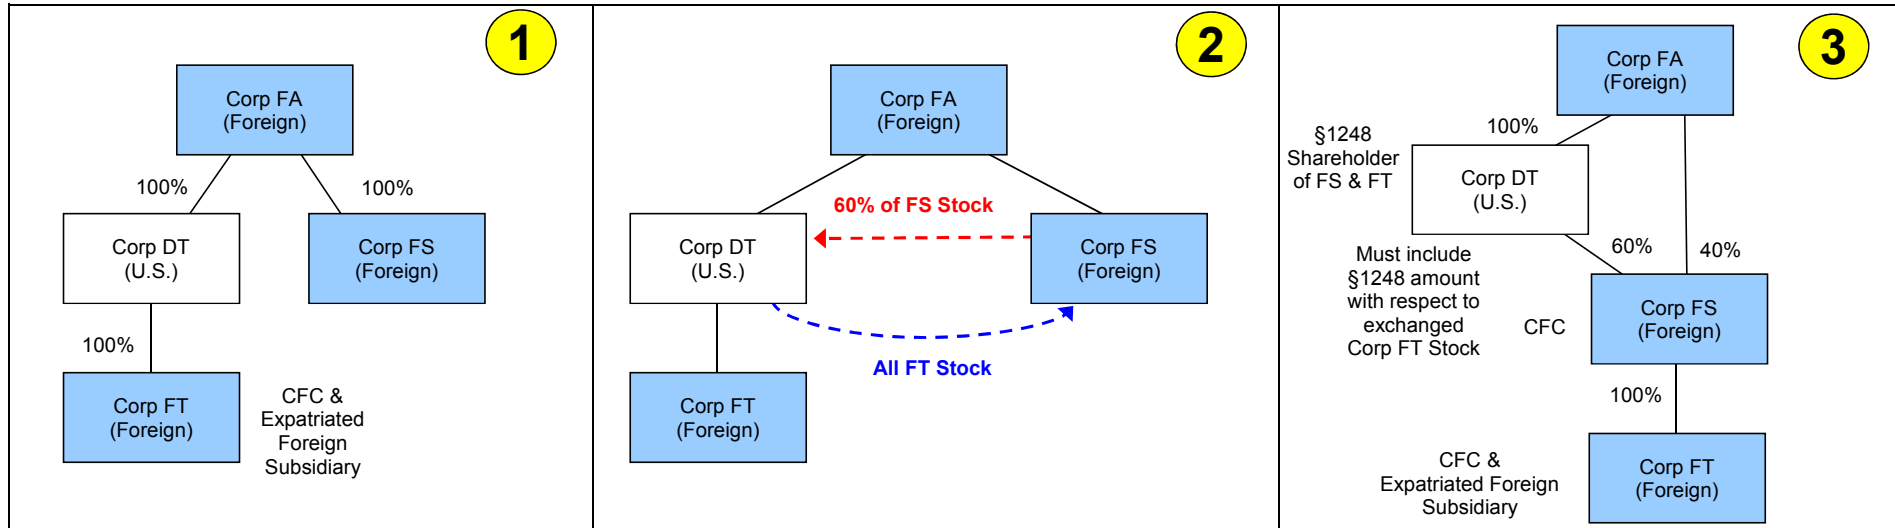 1
Corp FA
(Foreign)
100%
100%
Corp DT
(U.S.)
Corp FS
(Foreign)
100%
Corp FT
(Foreign)
CFC &
Expatriated
Foreign
Subsidiary
2
Corp FA
(Foreign)
60% of FS Stock
Corp DT
(U.S.)
Corp FS
(Foreign)
All FT Stock
Corp FT
(Foreign)
3
Corp FA
(Foreign)
100%
§1248
Shareholder
of FS & FT
Corp DT
(U.S.)
60%
40%
Must include
§1248 amount
with respect to
exchanged
Corp FT Stock
CFC
Corp FS
(Foreign)
100%
CFC &
Expatriated Foreign
Subsidiary
Corp FT
(Foreign)